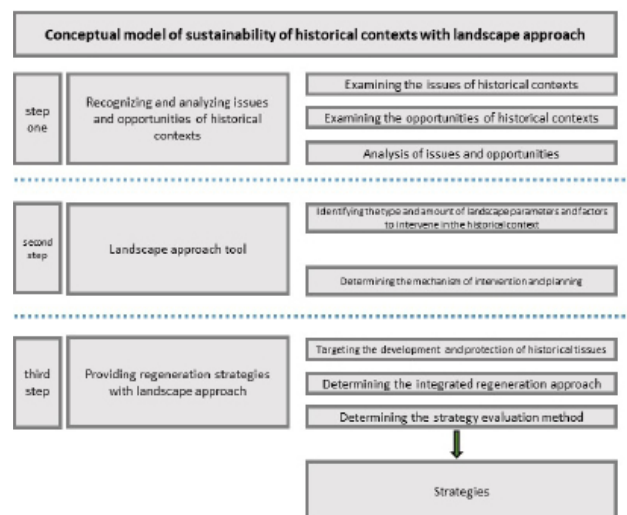 Conceptual model of sustainability of historical contexts with landscape approach
step
one
Recognizing and analyzing issues
and opportunities of historical
contexts
Examining the issues of historical contexts
Examining the opportunities of historical contexts
Analysis of issues and opportunities
second
step
Landscape approach tool
Identifying the type and amount of landscape parameters and factors
to intervene in the historical context
Determining the mechanism of intervention and planning
third
step
Providing regeneration strategies
with landscape approach
Targeting the development and protection of historical tissues
Determining the integrated regeneration approach
Determining the strategy evaluation method
Strategies